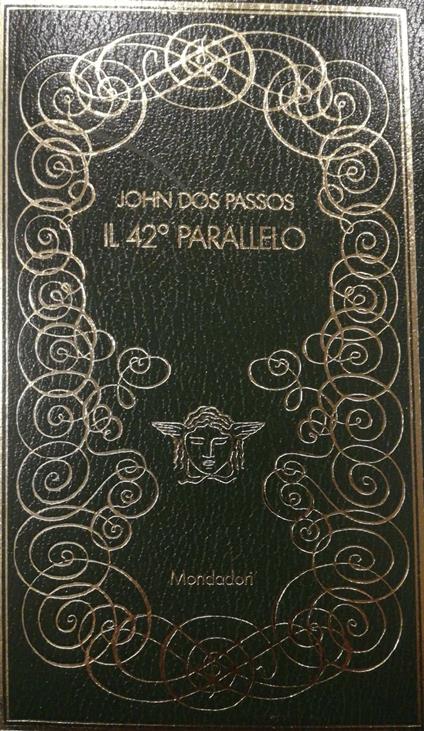 JOHN DOS PASSOS
IL 42° PARALLELO
Mondadori